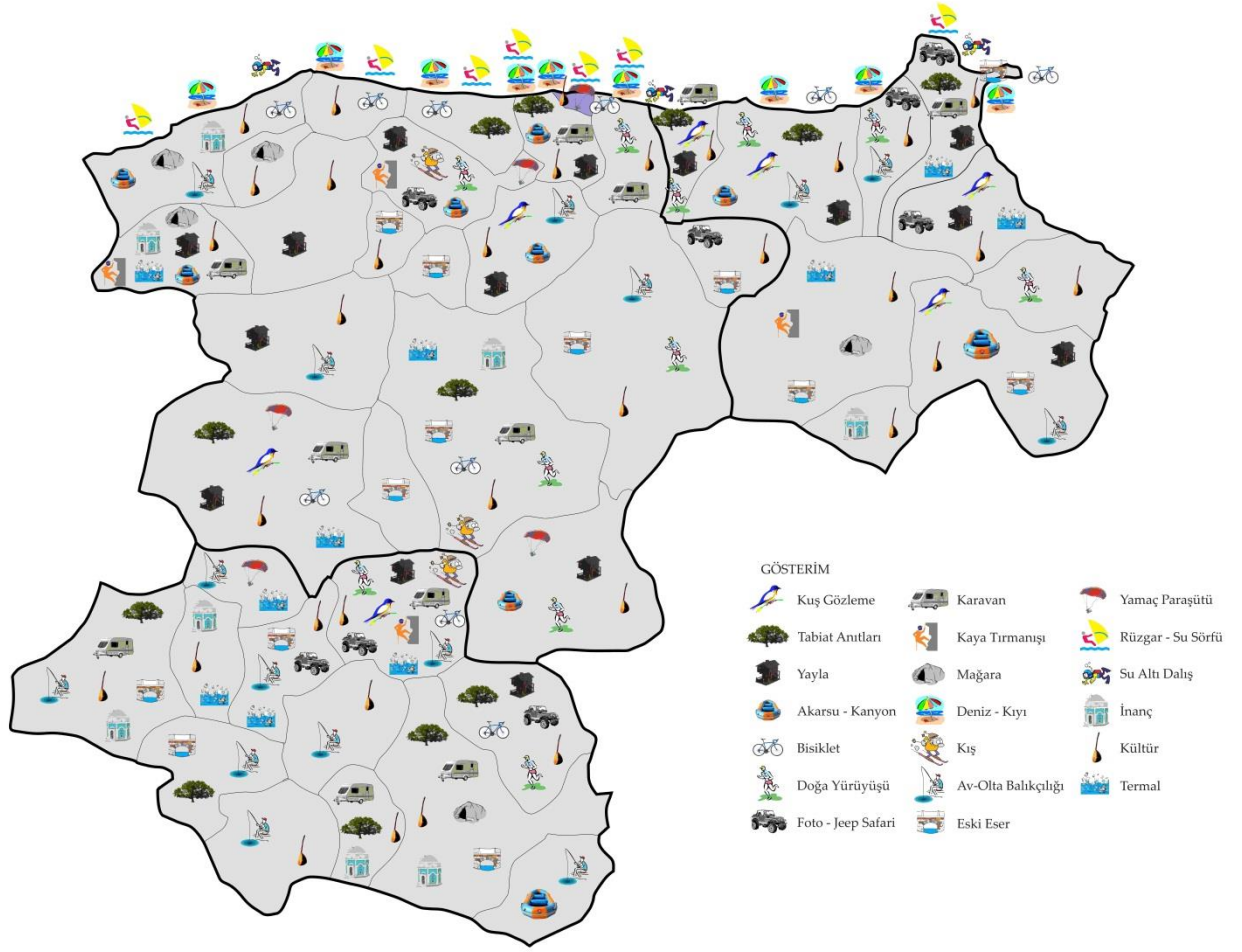 GÖSTERİM
Kuş Gözleme
Karavan
Yamaç Paraşütü
Tabiat Anıtları
Kaya Tırmanışı
Rüzgar - Su Sörfü
Yayla
Mağara
Su Altı Dalış
Akarsu - Kanyon
Deniz - Kıyı
İnanç
Bisiklet
Kış
Kültür
Doğa Yürüyüşü
Av-Olta Balıkçılığı
Termal
Foto - Jeep Safari
Eski Eser